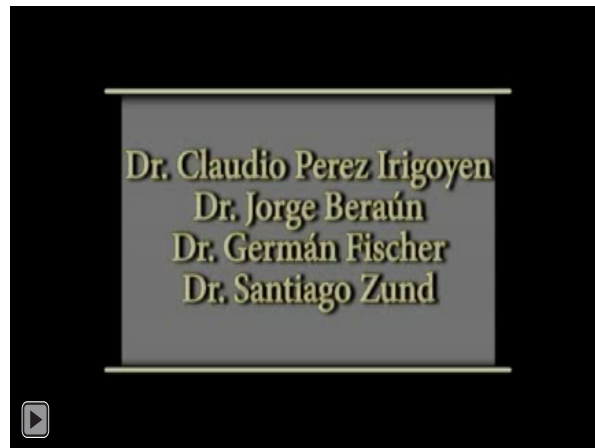 Dr. Claudio Perez Irigoyen
Dr. Jorge Beraún
Dr. Germán Fischer
Dr. Santiago Zund